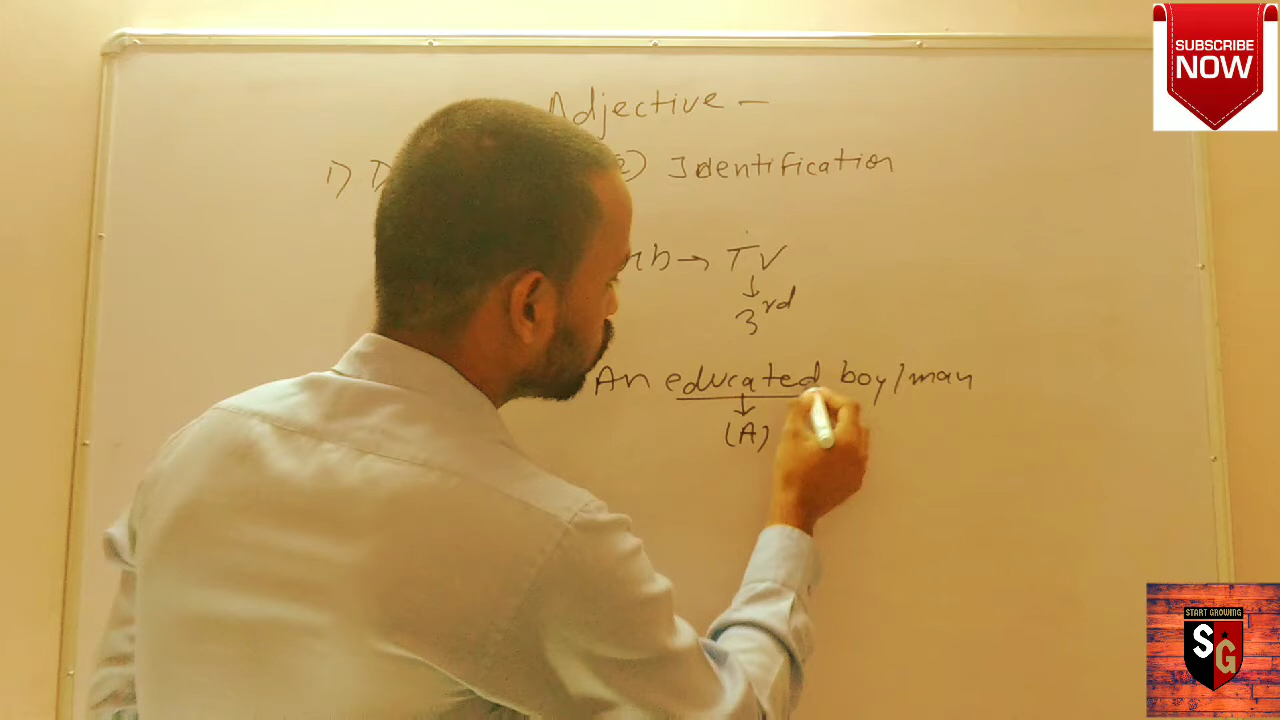 SUBSCRIBE
NOW
Adjective -
1) 2) Identification
→ TV
↓
3rd
An educated boy/man
↓
(A)
START GROWING
SG